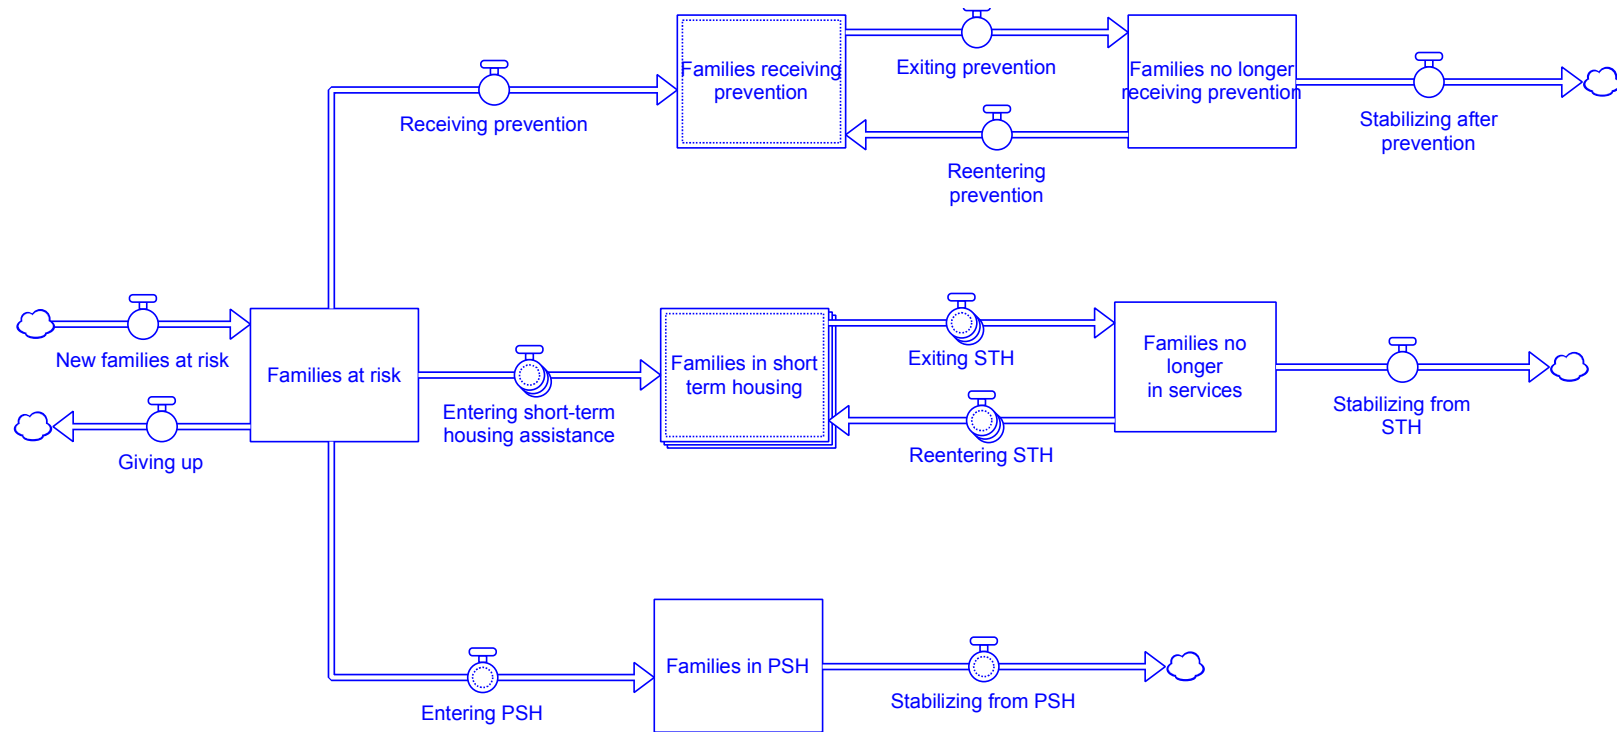 Families receiving
prevention
Exiting prevention
Families no longer
receiving prevention
Receiving prevention
Reentering
prevention
Stabilizing after
prevention
New families at risk
Families at risk
Giving up
Entering short-term
housing assistance
Families in short
term housing
Exiting STH
Reentering STH
Families no
longer
in services
Stabilizing from
STH
Entering PSH
Families in PSH
Stabilizing from PSH